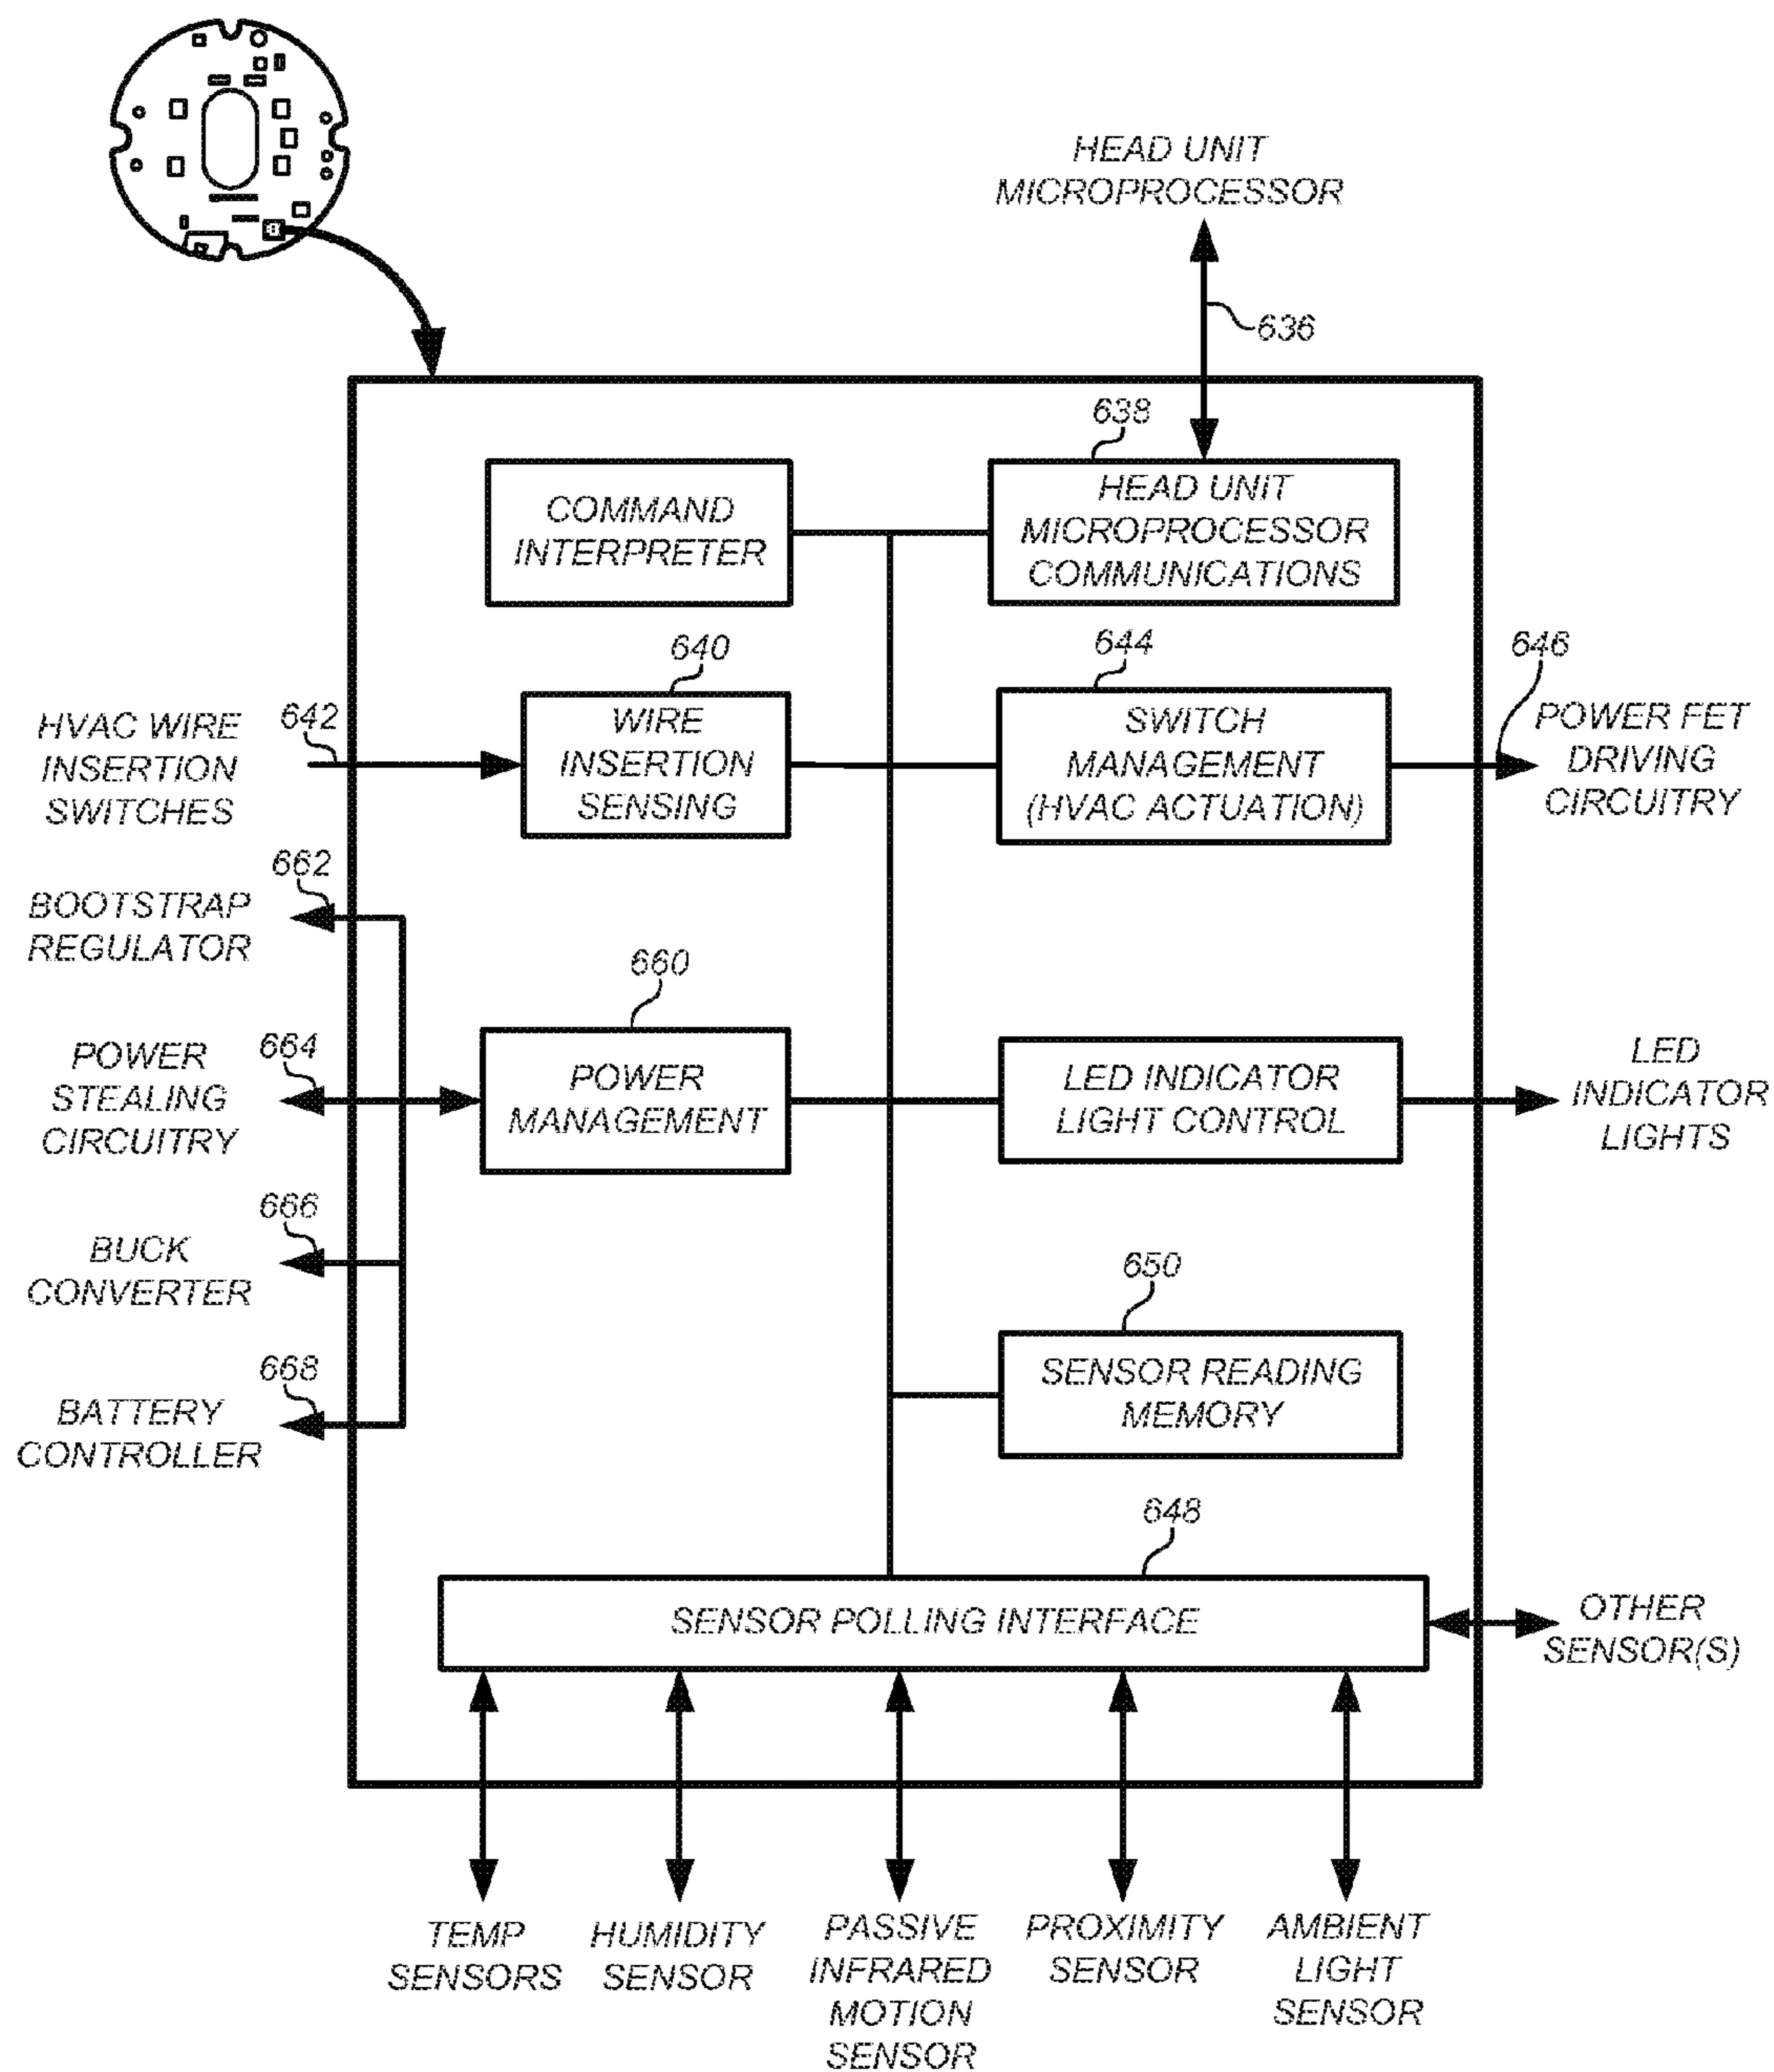 HEAD UNIT
MICROPROCESSOR
636
638
COMMAND
INTERPRETER
HEAD UNIT
MICROPROCESSOR
COMMUNICATIONS
640
644
646
HVAC WIRE
INSERTION
SWITCHES
642
WIRE
INSERTION
SENSING
SWITCH
MANAGEMENT
(HVAC ACTUATION)
POWER FET
DRIVING
CIRCUITRY
662
BOOTSTRAP
REGULATOR
660
POWER
STEALING
CIRCUITRY
664
POWER
MANAGEMENT
LED INDICATOR
LIGHT CONTROL
LED
INDICATOR
LIGHTS
666
BUCK
CONVERTER
650
668
BATTERY
CONTROLLER
SENSOR READING
MEMORY
648
SENSOR POLLING INTERFACE
OTHER
SENSOR(S)
TEMP
SENSORS
HUMIDITY
SENSOR
PASSIVE
INFRARED
MOTION
SENSOR
PROXIMITY
SENSOR
AMBIENT
LIGHT
SENSOR